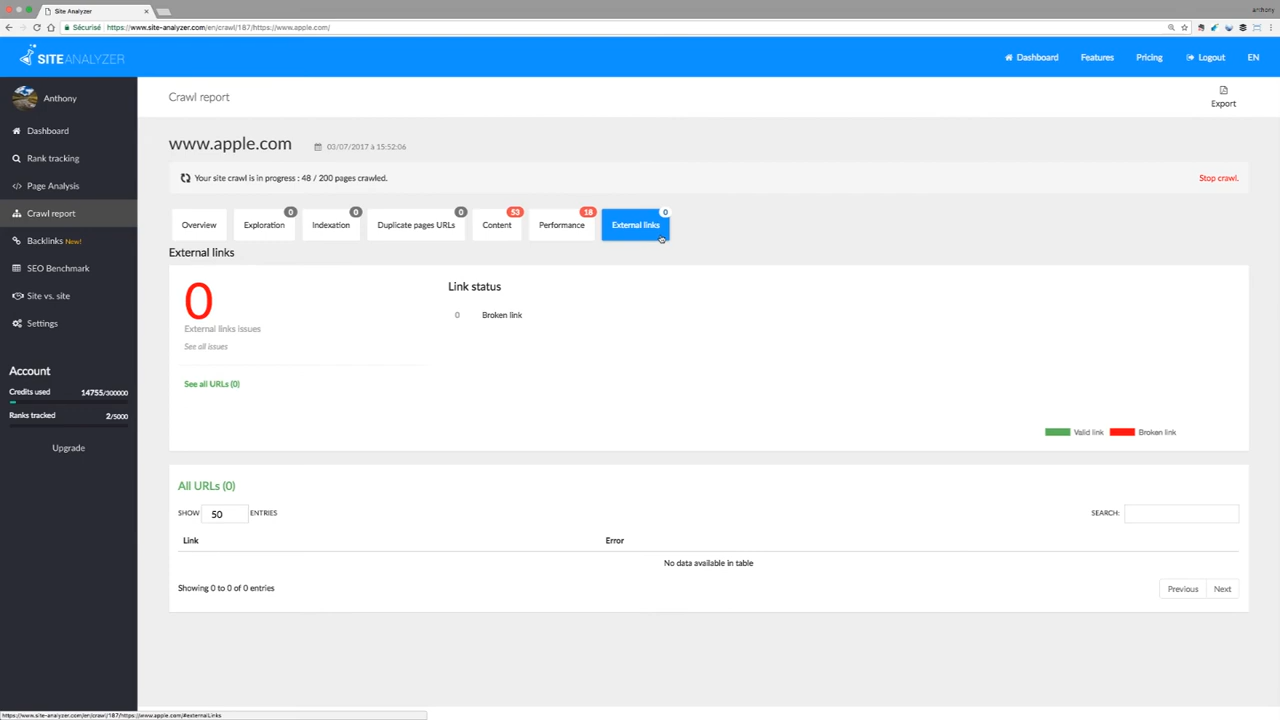 Site Analyzer
anthony
Sécurisé https://www.site-analyzer.com/en/crawl/187/https://www.apple.com/
SITEANALYZER
Dashboard Features Pricing Logout EN
Anthony
Dashboard
Rank tracking
Page Analysis
Crawl report
Backlinks New!
SEO Benchmark
Site vs. site
Settings
Account
Credits used 14755/300000
Ranks tracked 2/5000
Upgrade
Crawl report
Export
www.apple.com 03/07/2017 à 15:52:06
Your site crawl is in progress : 48 / 200 pages crawled. Stop crawl.
0 0 0 53 18 0
Overview Exploration Indexation Duplicate pages URLs Content Performance External links
External links
0
External links issues
See all issues
See all URLs (0)
Link status
0 Broken link
Valid link Broken link
All URLs (0)
SHOW 50 ENTRIES SEARCH:
Link Error
No data available in table
Showing 0 to 0 of 0 entries Previous Next
https://www.site-analyzer.com/en/crawl/187/https://www.apple.com/#externalLinks